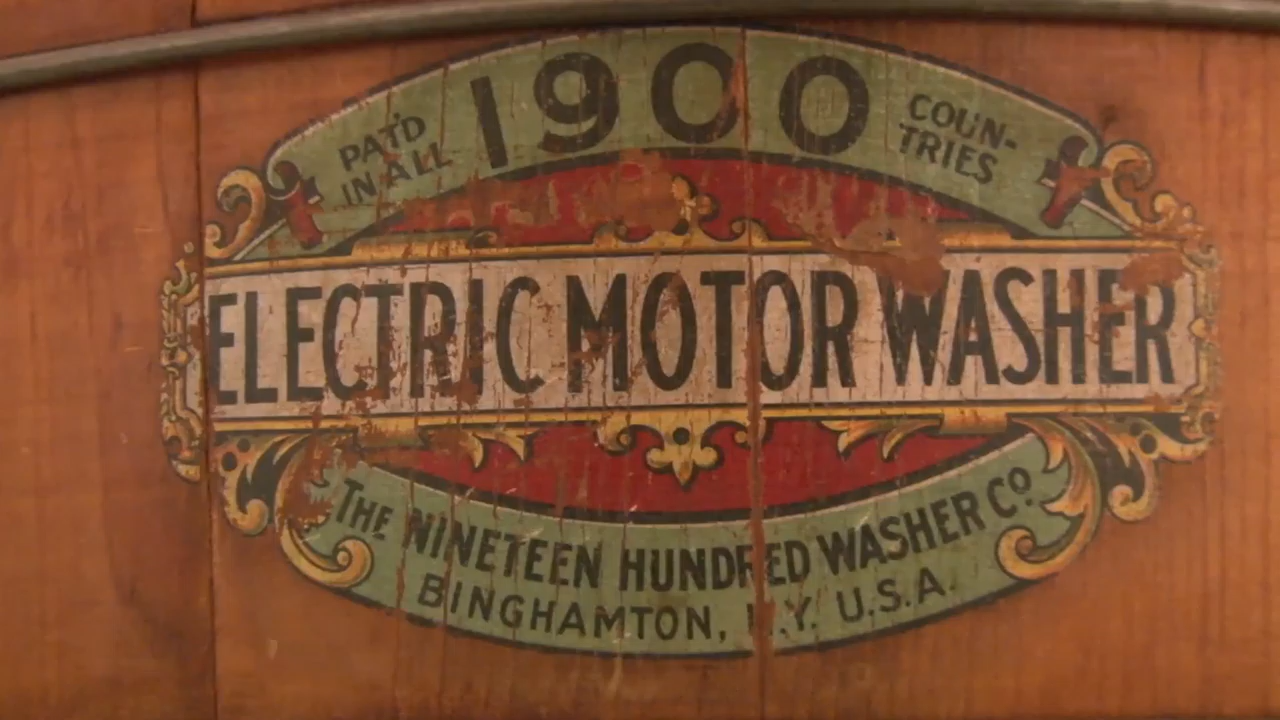 1900
PAT'D
IN ALL
COUN-
TRIES
ELECTRIC MOTOR WASHER
THE NINETEEN HUNDRED WASHER CO.
BINGHAMTON, N.Y. U.S.A.